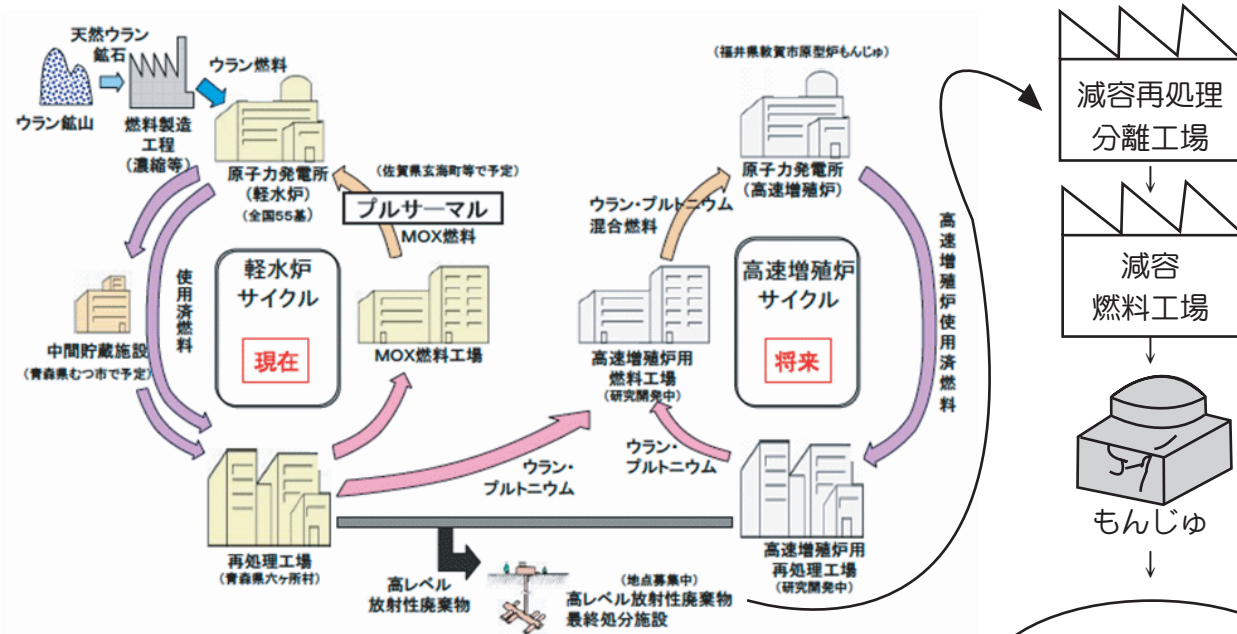 天然ウラン
鉱石
ウラン燃料
ウラン鉱山
燃料製造
工程
(濃縮等)
原子力発電所
(軽水炉)
(全国55基)
(佐賀県玄海町等で予定)
プルサーマル
MOX燃料
使用済燃料
軽水炉
サイクル
現在
中間貯蔵施設
(青森県むつ市で予定)
MOX燃料工場
再処理工場
(青森県六ヶ所村)
(福井県敦賀市原型炉もんじゅ)
原子力発電所
(高速増殖炉)
ウラン・プルトニウム
混合燃料
高速増殖炉
サイクル
将来
高速増殖炉使用済燃料
高速増殖炉用
燃料工場
(研究開発中)
ウラン・
プルトニウム
ウラン・
プルトニウム
高速増殖炉用
再処理工場
(研究開発中)
高レベル
放射性廃棄物
(地点募集中)
高レベル放射性廃棄物
最終処分施設
減容再処理
分離工場
減容
燃料工場
もんじゅ